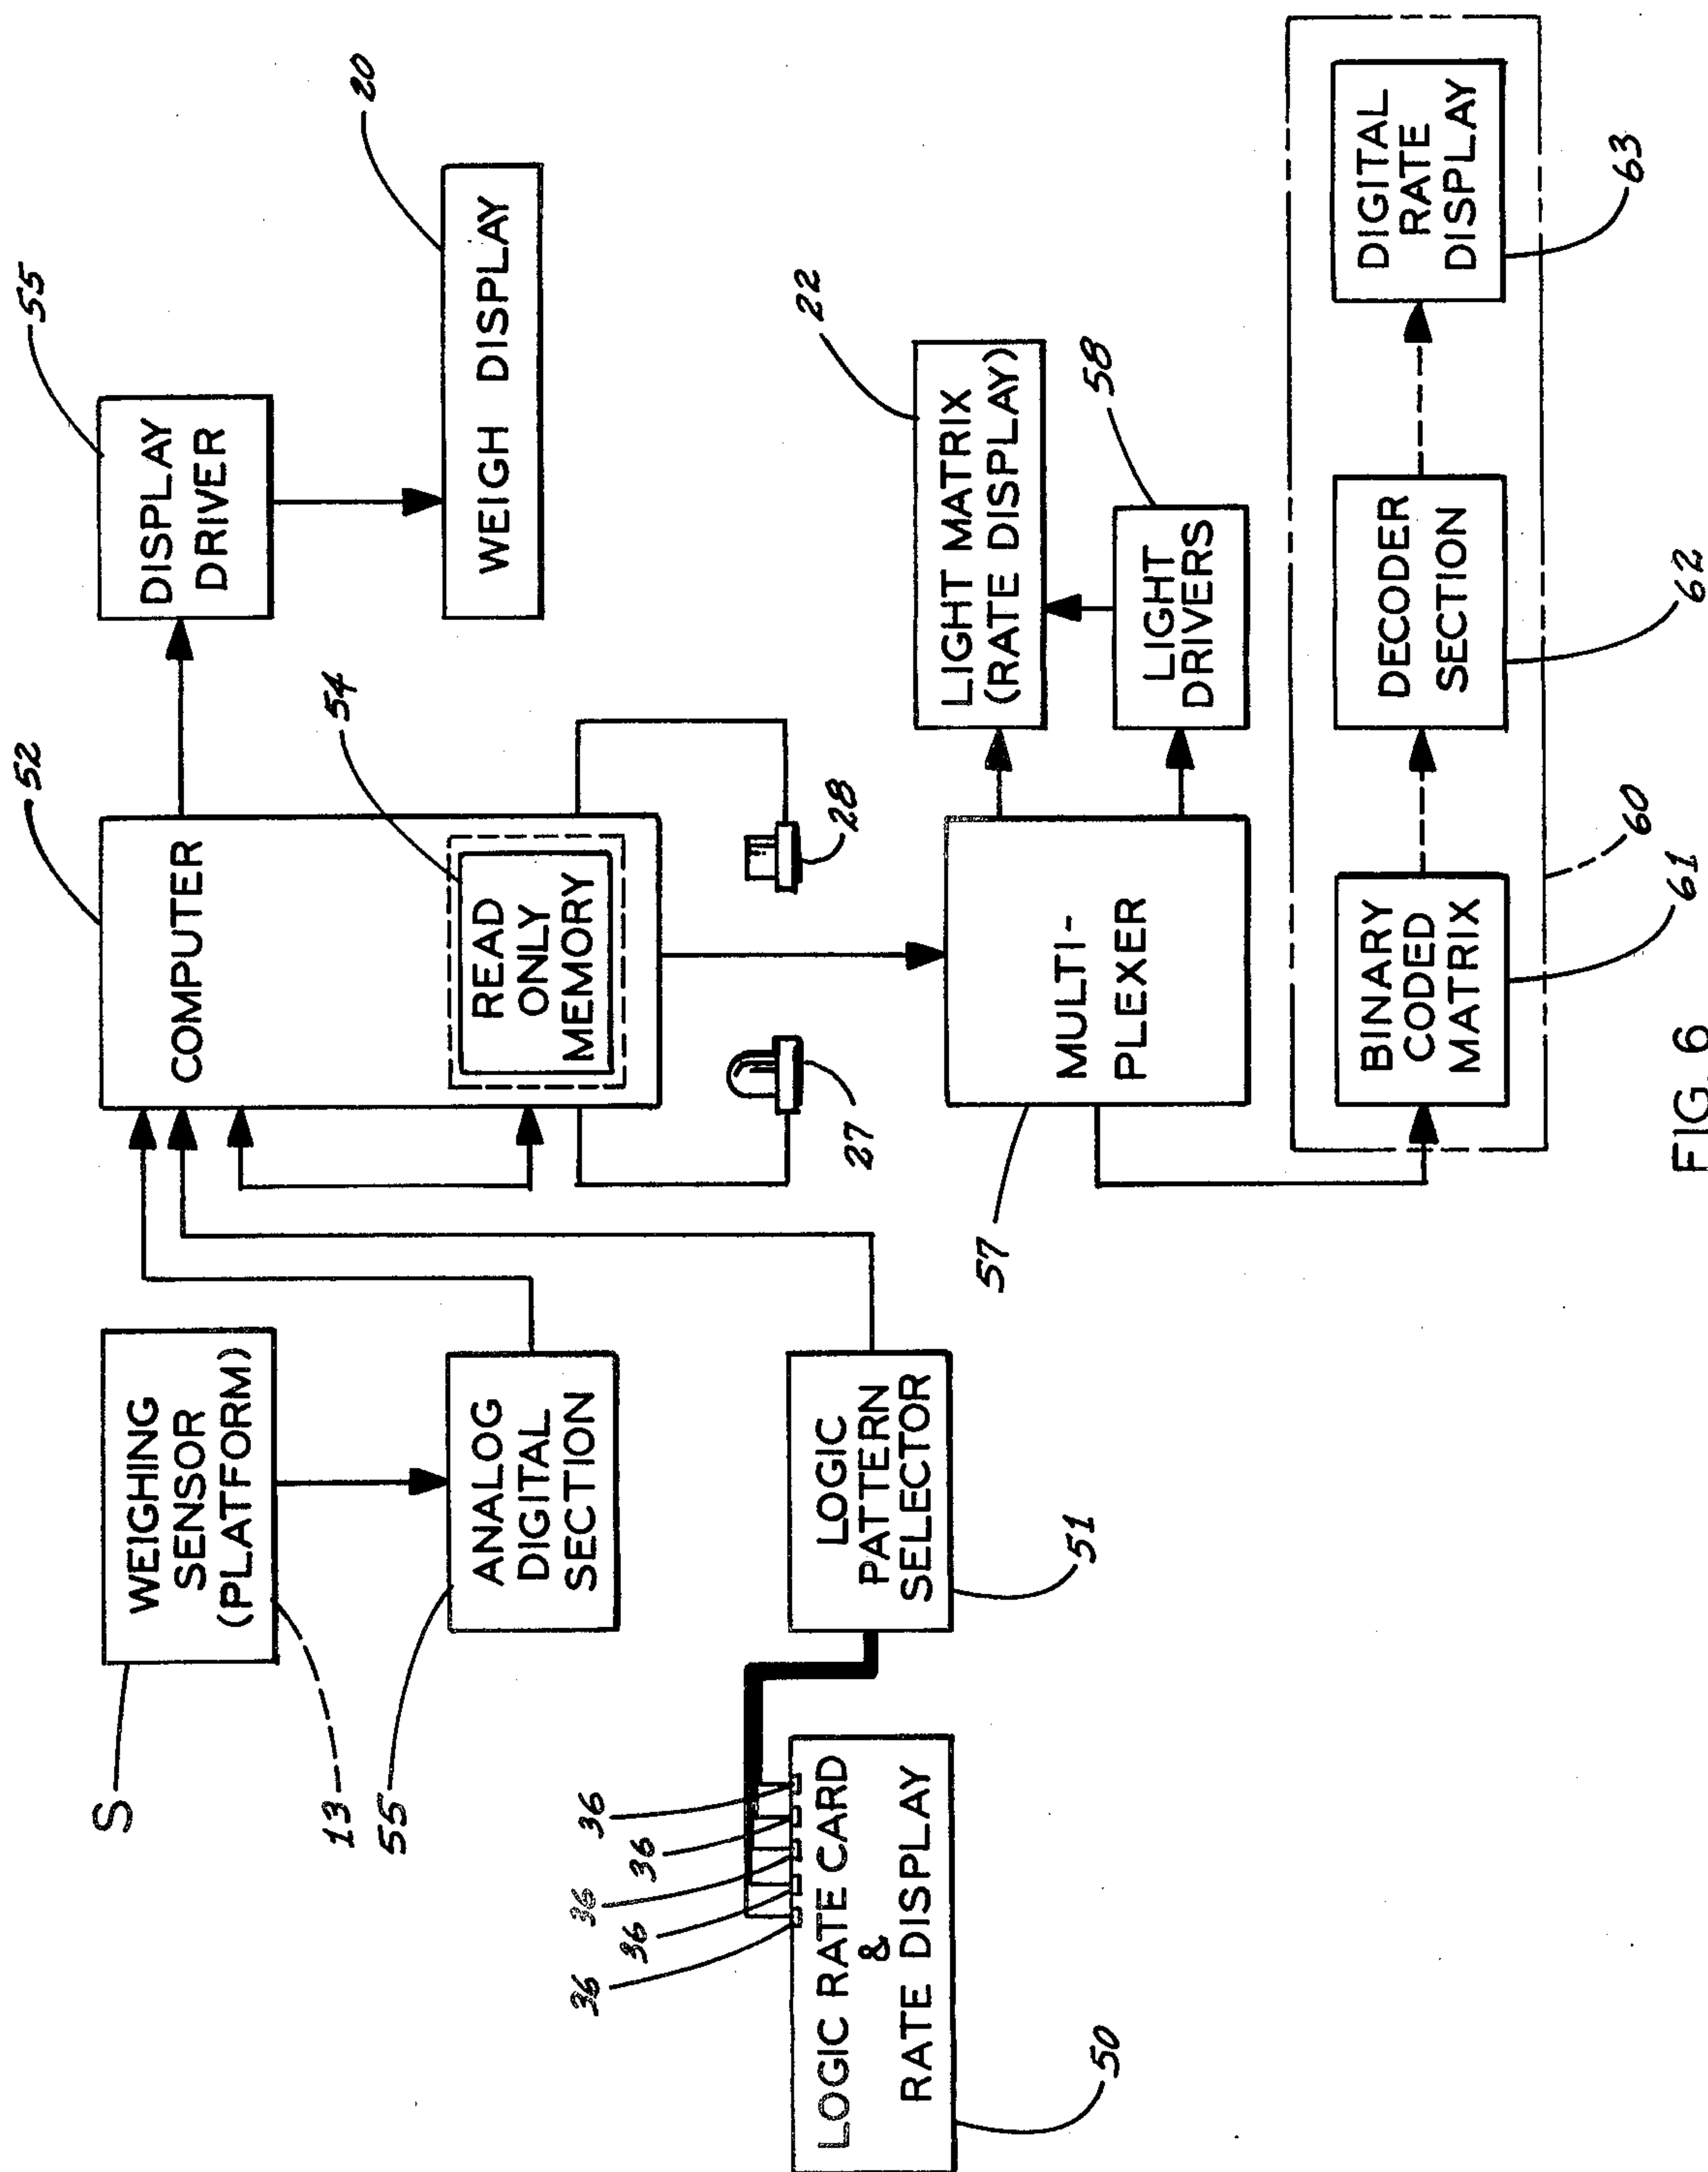 S
WEIGHING
SENSOR
(PLATFORM)
13
55
ANALOG
DIGITAL
SECTION
52
COMPUTER
54
READ
ONLY
MEMORY
55
DISPLAY
DRIVER
20
WEIGH DISPLAY
27
28
36
36
36
36
36
LOGIC RATE CARD
&
RATE DISPLAY
50
LOGIC
PATTERN
SELECTOR
51
57
MULTI-
PLEXER
22
LIGHT MATRIX
(RATE DISPLAY)
58
LIGHT
DRIVERS
BINARY
CODED
MATRIX
61
60
DECODER
SECTION
62
DIGITAL
RATE
DISPLAY
63
FIG. 6